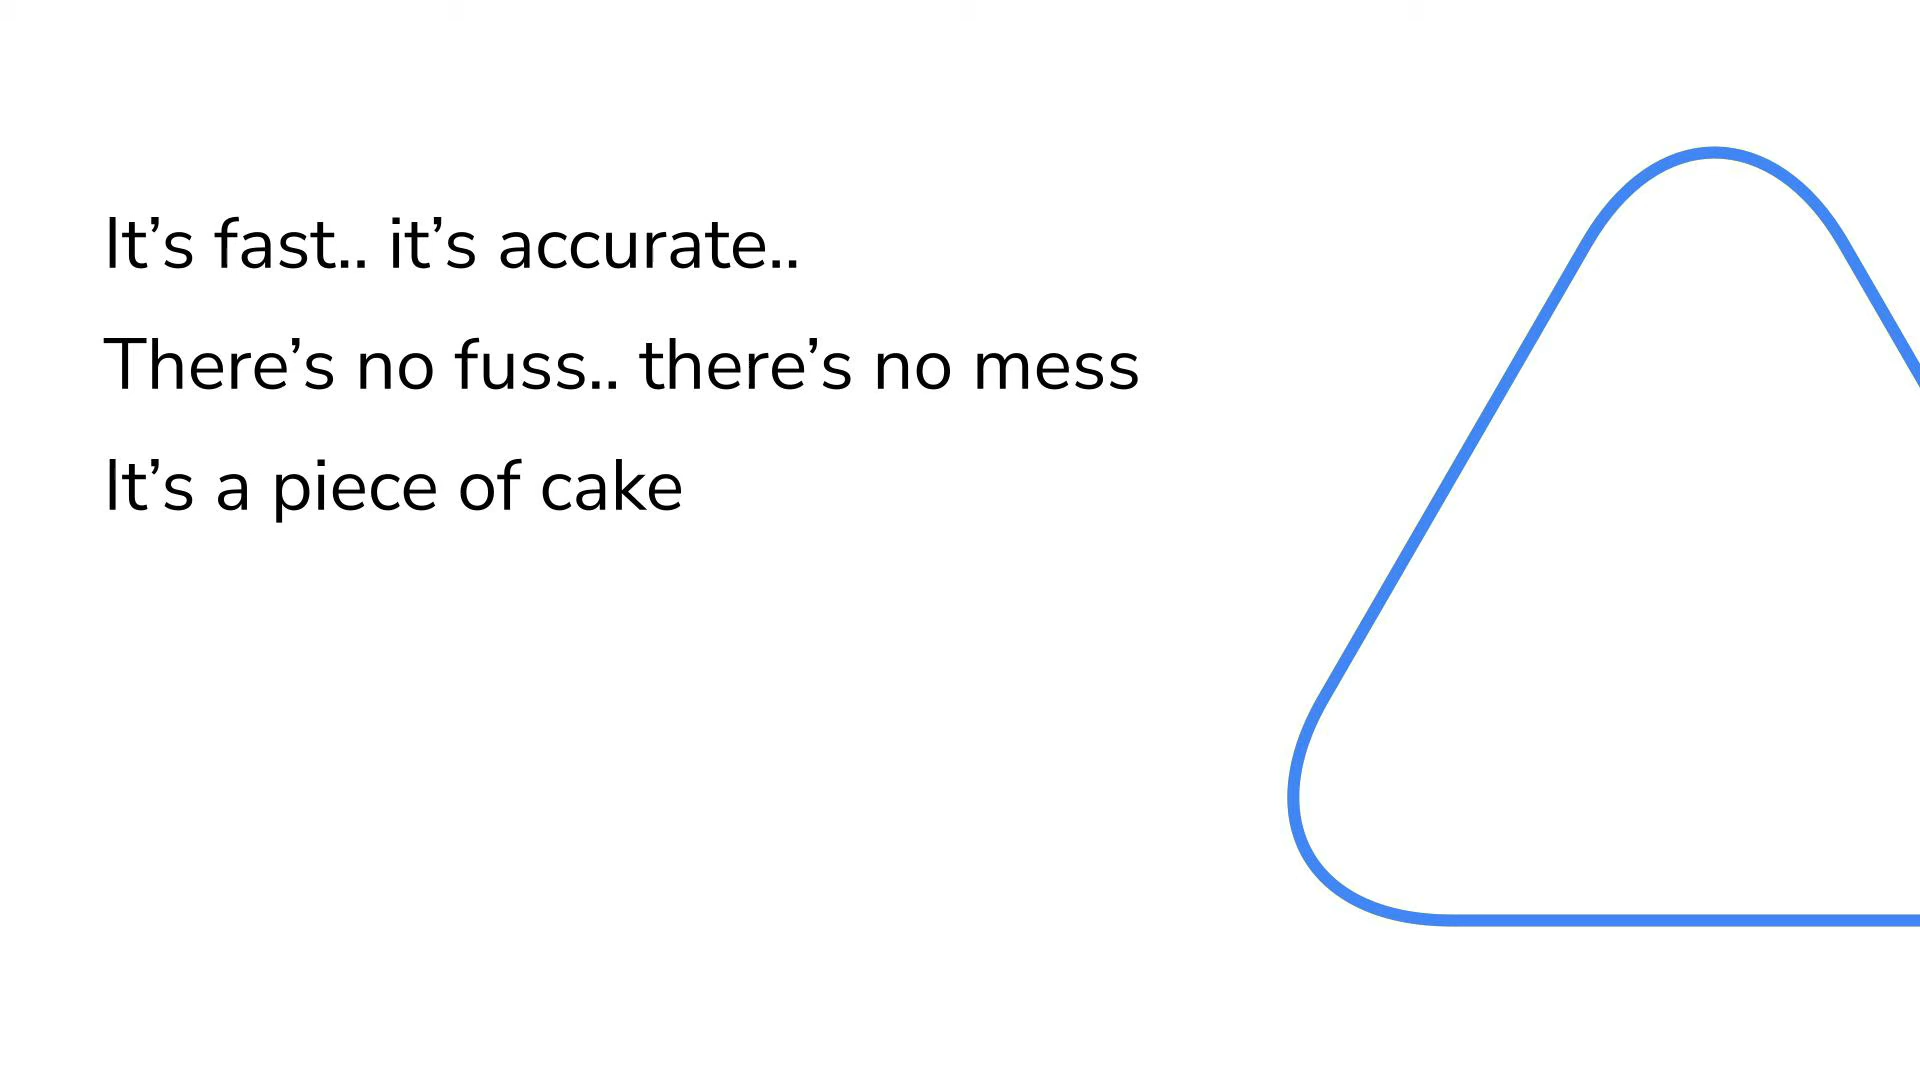 It’s fast.. it’s accurate..
There’s no fuss.. there’s no mess
It’s a piece of cake